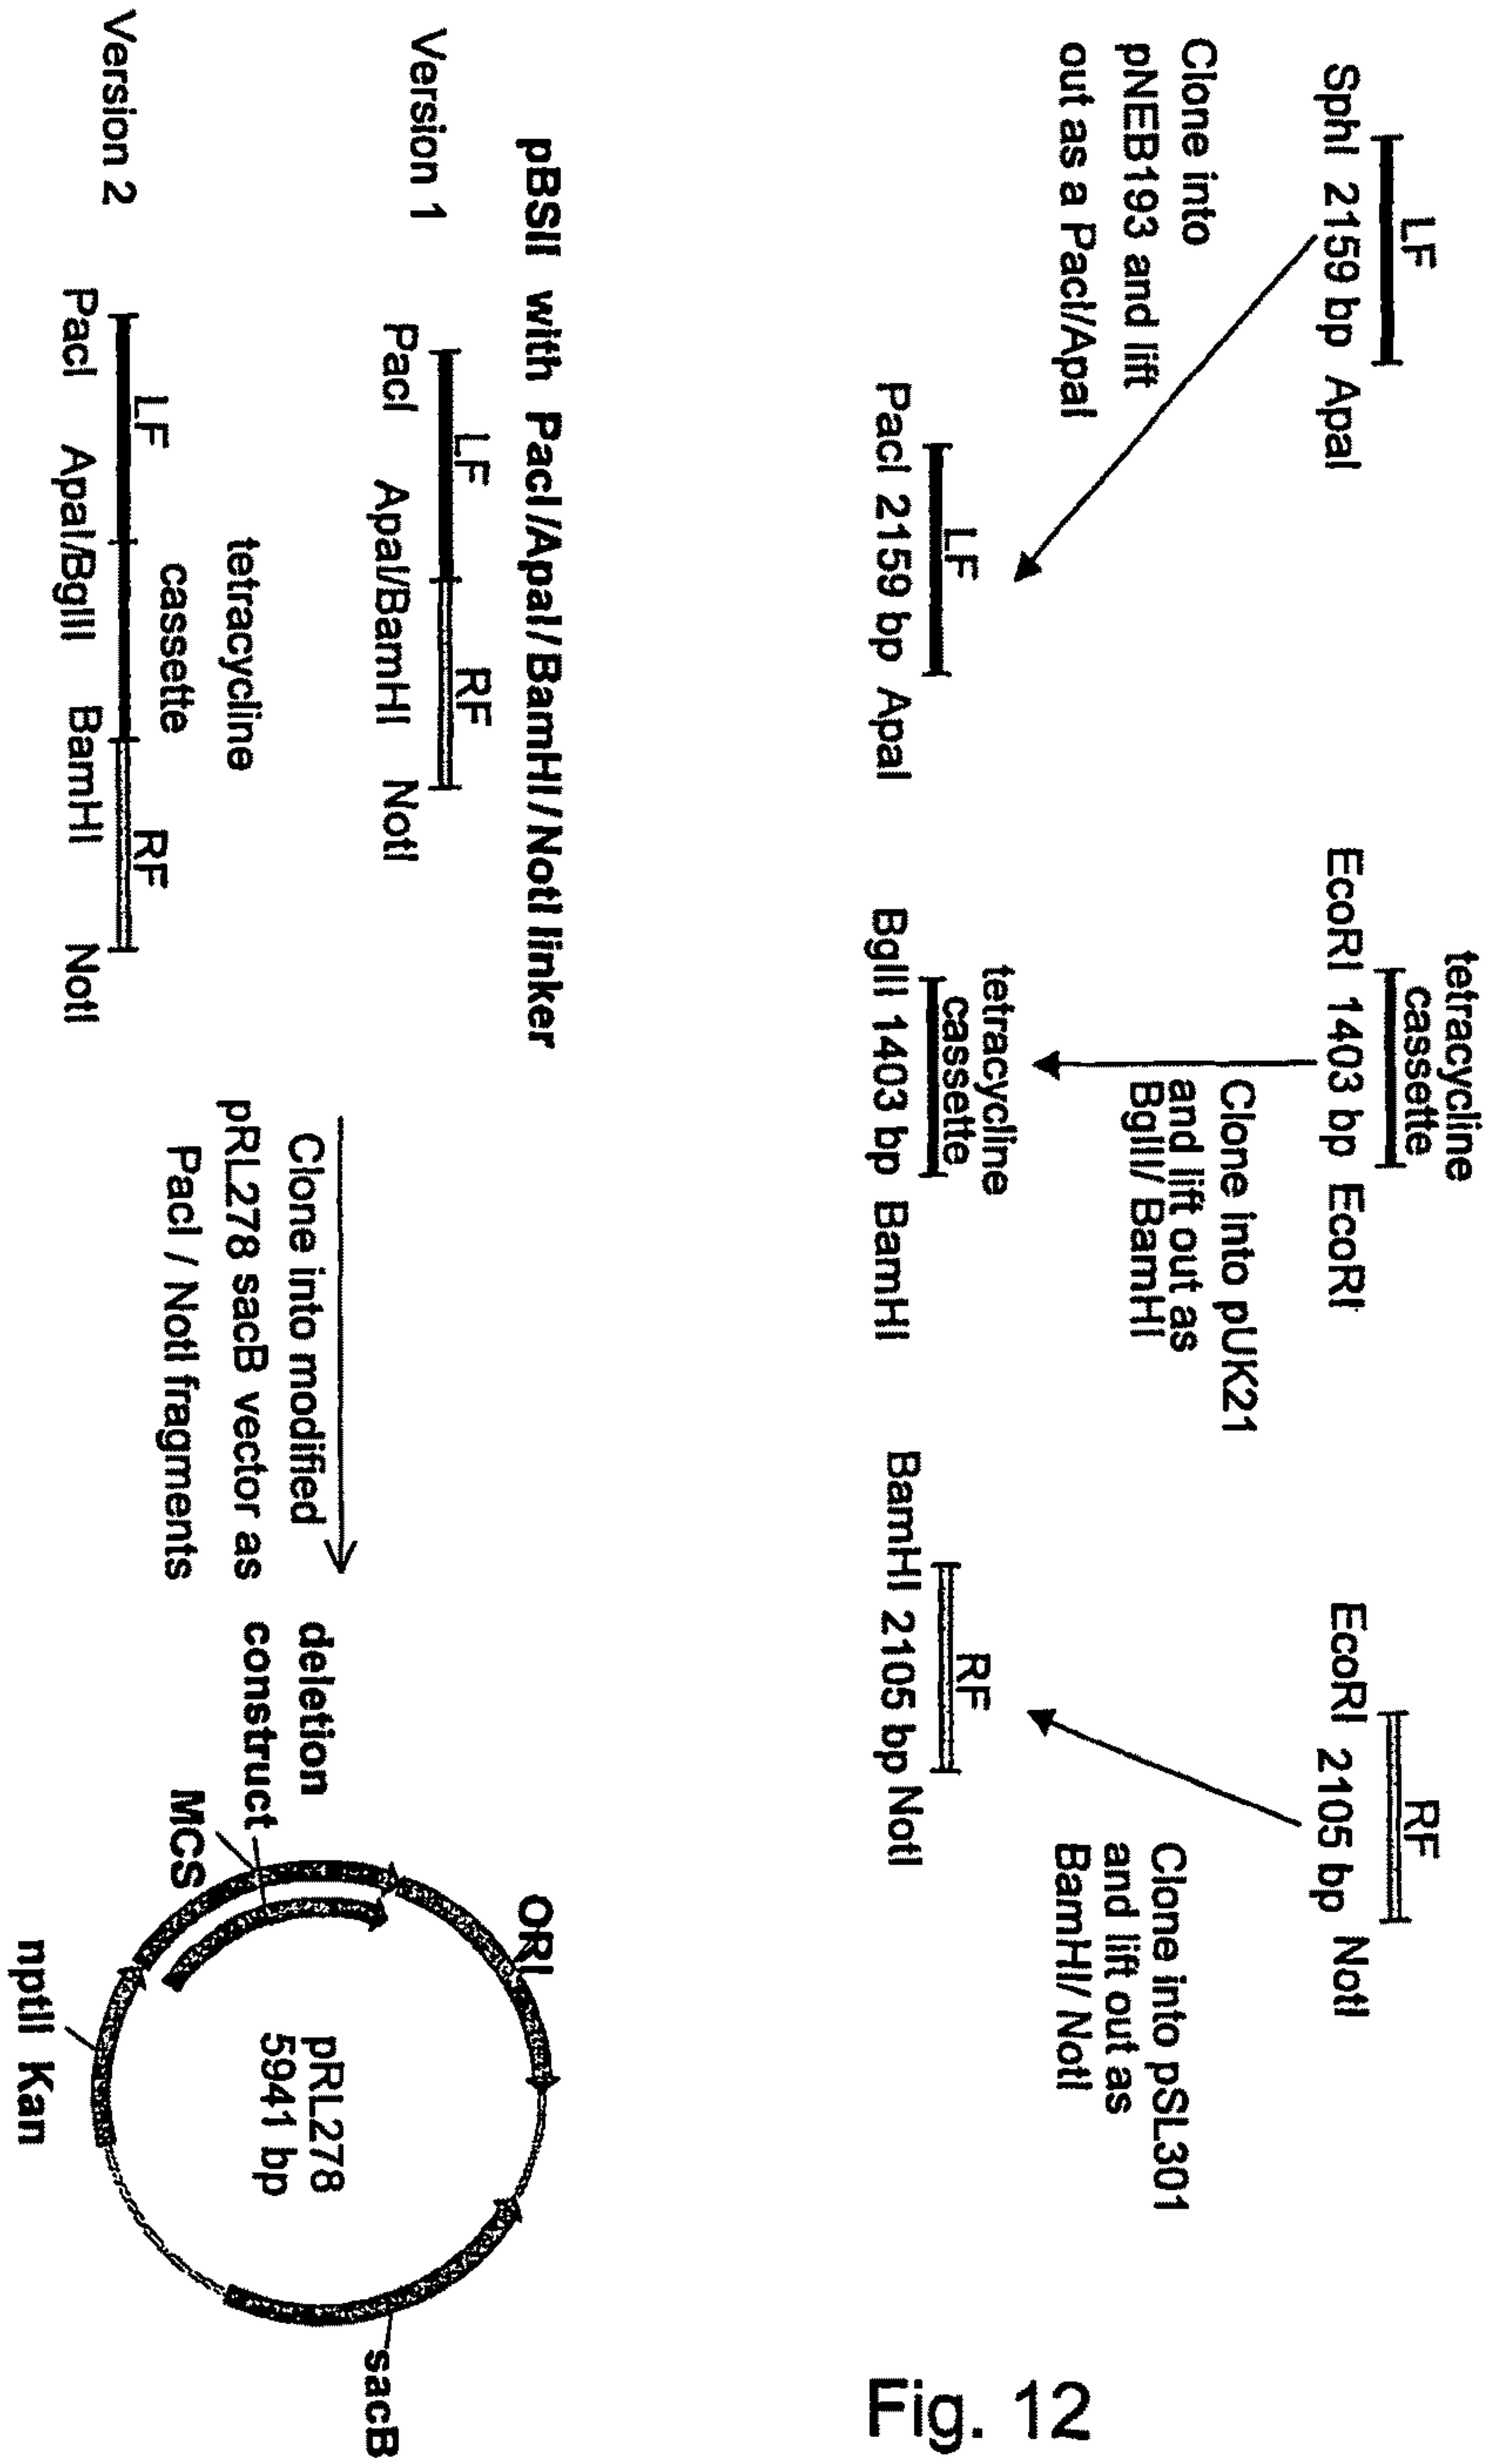 LF
SphI 2159 bp ApaI
Clone into
pNEB193 and lift
out as a PacI/ApaI
LF
PacI 2159 bp ApaI
tetracycline
cassette
EcoRI 1403 bp EcoRI
Clone into pUK21
and lift out as
BglII/ BamHI
tetracycline
cassette
BglII 1403 bp BamHI
RF
EcoRI 2105 bp NotI
Clone into pSL301
and lift out as
BamHI/ NotI
RF
BamHI 2105 bp NotI
pBSII with PacI/ApaI/BamHI/NotI linker
Version 1
LF RF
PacI ApaI/BamHI NotI
Version 2
tetracycline
cassette
LF RF
PacI ApaI/BglII BamHI NotI
Clone into modified
pRL278 sacB vector as
PacI / NotI fragments
deletion
construct
MCS
ORI
pRL278
5941 bp
nptII Kan
sacB
Fig. 12